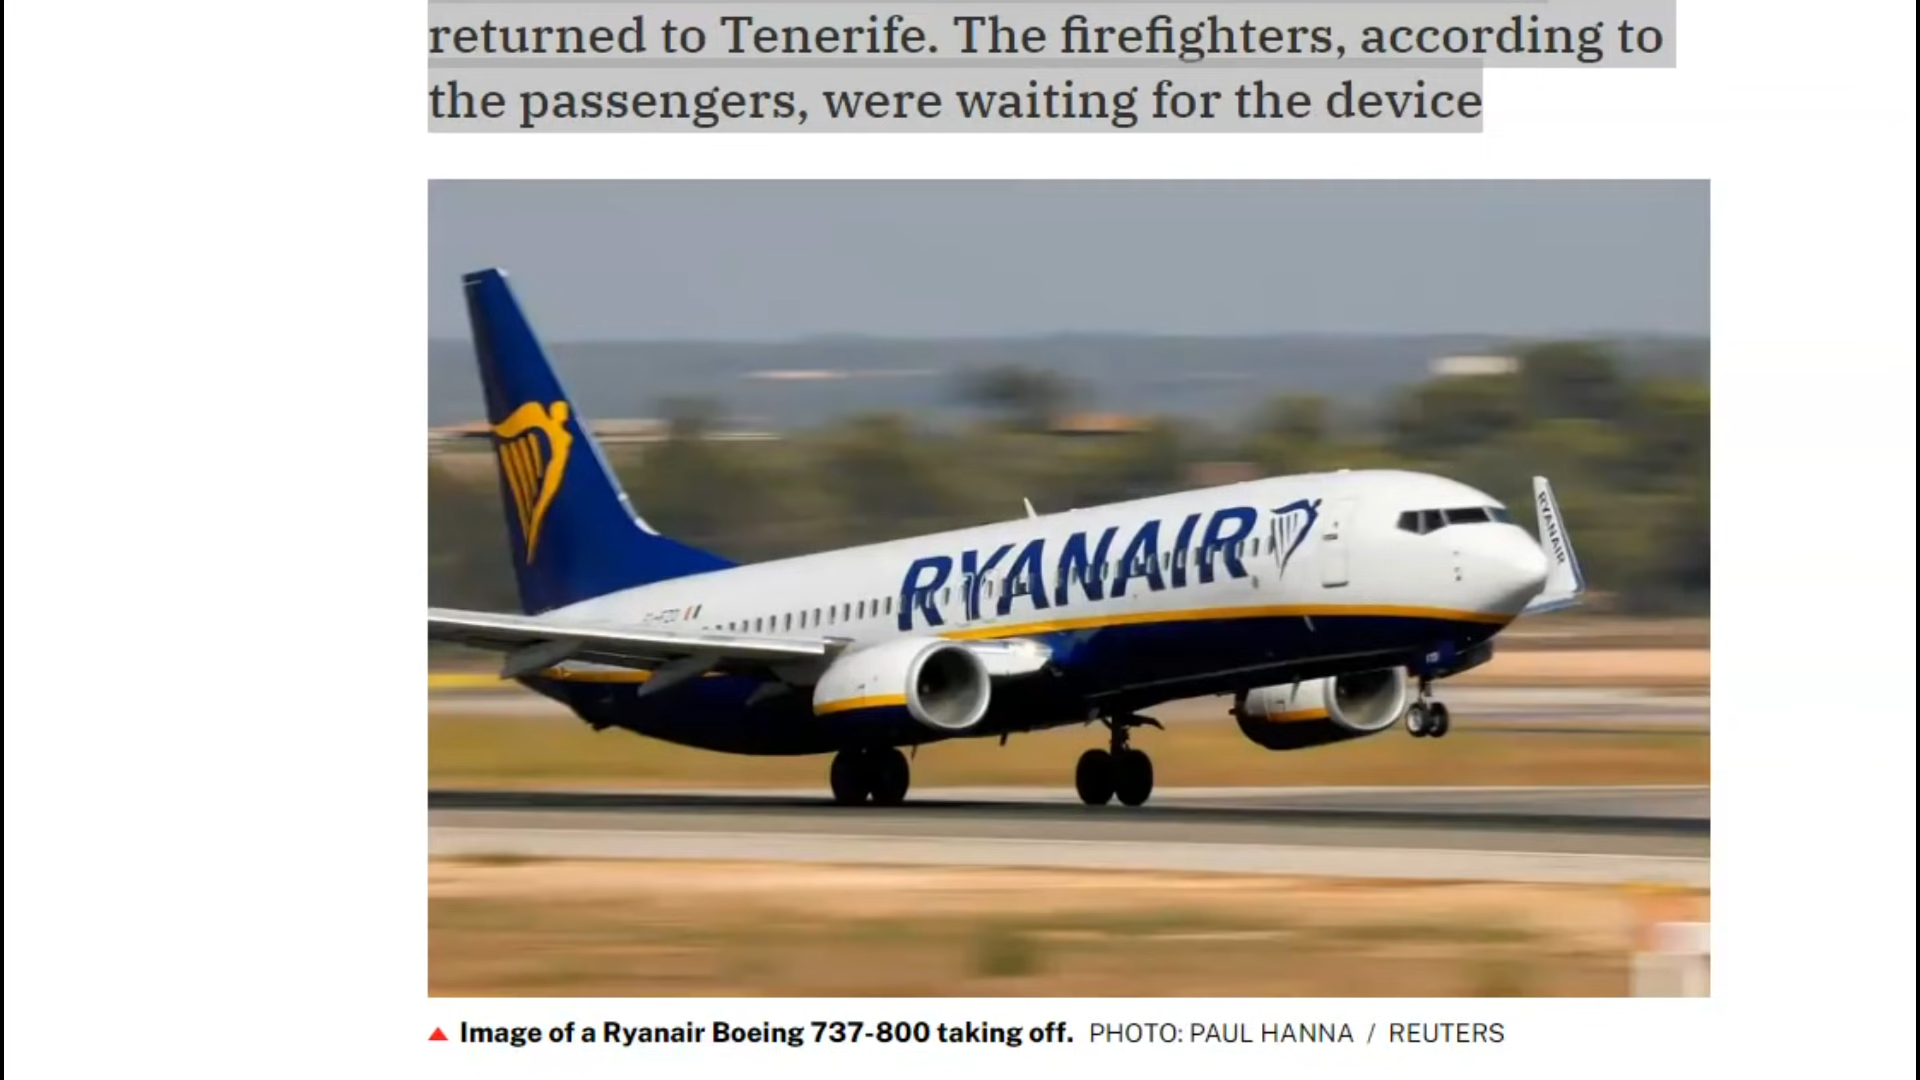 returned to Tenerife. The firefighters, according to
the passengers, were waiting for the device
RYANAIR
RYANAIR
▲ Image of a Ryanair Boeing 737-800 taking off. PHOTO: PAUL HANNA / REUTERS